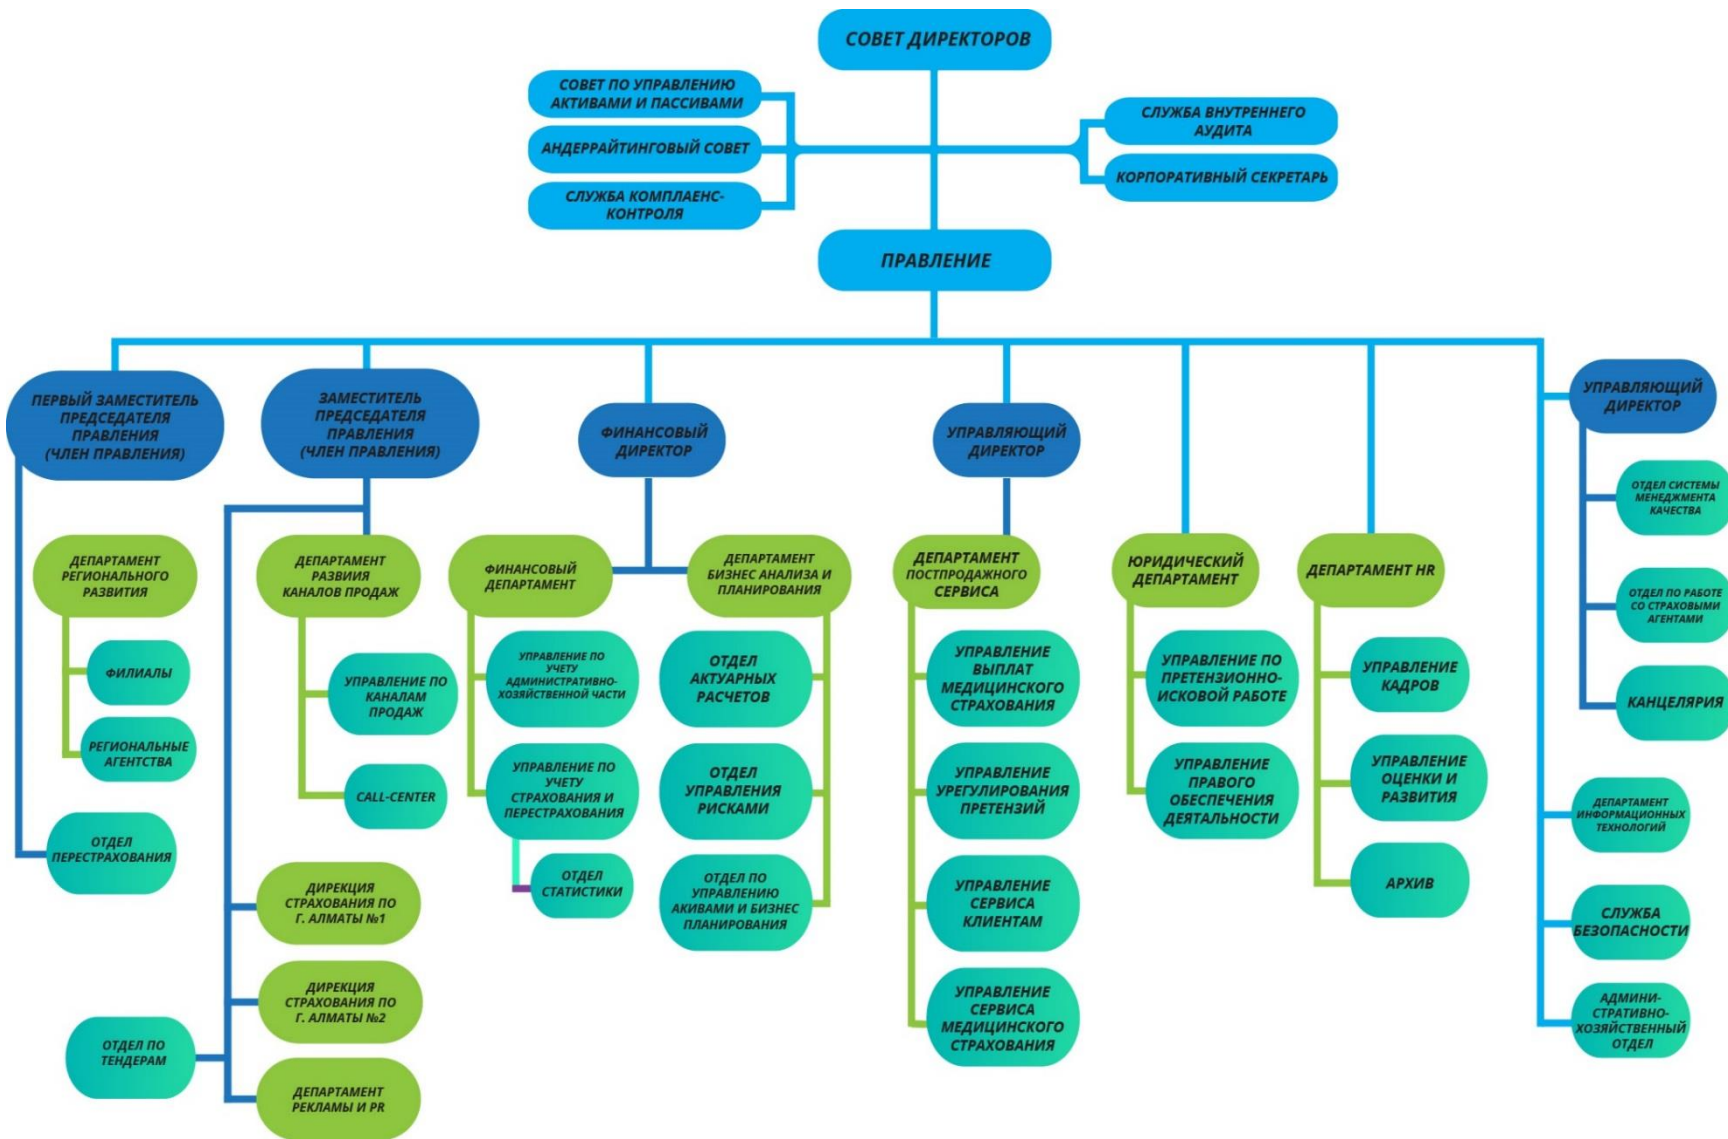 СОВЕТ ДИРЕКТОРОВ
СОВЕТ ПО УПРАВЛЕНИЮ
АКТИВАМИ И ПАССИВАМИ
АНДЕРРАЙТИНГОВЫЙ СОВЕТ
СЛУЖБА КОМПЛАЕНС-
КОНТРОЛЯ
СЛУЖБА ВНУТРЕННЕГО
АУДИТА
КОРПОРАТИВНЫЙ СЕКРЕТАРЬ
ПРАВЛЕНИЕ
ПЕРВЫЙ ЗАМЕСТИТЕЛЬ
ПРЕДСЕДАТЕЛЯ
ПРАВЛЕНИЯ
(ЧЛЕН ПРАВЛЕНИЯ)
ЗАМЕСТИТЕЛЬ
ПРЕДСЕДАТЕЛЯ
ПРАВЛЕНИЯ
(ЧЛЕН ПРАВЛЕНИЯ)
ФИНАНСОВЫЙ
ДИРЕКТОР
УПРАВЛЯЮЩИЙ
ДИРЕКТОР
УПРАВЛЯЮЩИЙ
ДИРЕКТОР
ДЕПАРТАМЕНТ
РЕГИОНАЛЬНОГО
РАЗВИТИЯ
ФИЛИАЛЫ
РЕГИОНАЛЬНЫЕ
АГЕНТСТВА
ОТДЕЛ
ПЕРЕСТРАХОВАНИЯ
ДЕПАРТАМЕНТ
РАЗВИИЯ
КАНАЛОВ ПРОДАЖ
УПРАВЛЕНИЕ ПО
КАНАЛАМ
ПРОДАЖ
CALL-CENTER
ДИРЕКЦИЯ
СТРАХОВАНИЯ ПО
Г. АЛМАТЫ №1
ДИРЕКЦИЯ
СТРАХОВАНИЯ ПО
Г. АЛМАТЫ №2
ОТДЕЛ ПО
ТЕНДЕРАМ
ДЕПАРТАМЕНТ
РЕКЛАМЫ И PR
ФИНАНСОВЫЙ
ДЕПАРТАМЕНТ
УПРАВЛЕНИЕ ПО
УЧЕТУ
АДМИНИСТРАТИВНО-
ХОЗЯЙСТВЕННОЙ ЧАСТИ
УПРАВЛЕНИЕ ПО
УЧЕТУ
СТРАХОВАНИЯ И
ПЕРЕСТРАХОВАНИЯ
ОТДЕЛ
СТАТИСТИКИ
ДЕПАРТАМЕНТ
БИЗНЕС АНАЛИЗА И
ПЛАНИРОВАНИЯ
ОТДЕЛ
АКТУАРНЫХ
РАСЧЕТОВ
ОТДЕЛ
УПРАВЛЕНИЯ
РИСКАМИ
ОТДЕЛ ПО
УПРАВЛЕНИЮ
АКИВАМИ И БИЗНЕС
ПЛАНИРОВАНИЯ
ДЕПАРТАМЕНТ
ПОСТПРОДАЖНОГО
СЕРВИСА
УПРАВЛЕНИЕ
ВЫПЛАТ
МЕДИЦИНСКОГО
СТРАХОВАНИЯ
УПРАВЛЕНИЕ
УРЕГУЛИРОВАНИЯ
ПРЕТЕНЗИЙ
УПРАВЛЕНИЕ
СЕРВИСА
КЛИЕНТАМ
УПРАВЛЕНИЕ
СЕРВИСА
МЕДИЦИНСКОГО
СТРАХОВАНИЯ
ЮРИДИЧЕСКИЙ
ДЕПАРТАМЕНТ
УПРАВЛЕНИЕ ПО
ПРЕТЕНЗИОННО-
ИСКОВОЙ РАБОТЕ
УПРАВЛЕНИЕ
ПРАВОГО
ОБЕСПЕЧЕНИЯ
ДЕЯТАЛЬНОСТИ
ДЕПАРТАМЕНТ HR
УПРАВЛЕНИЕ
КАДРОВ
УПРАВЛЕНИЕ
ОЦЕНКИ И
РАЗВИТИЯ
АРХИВ
ОТДЕЛ СИСТЕМЫ
МЕНЕДЖМЕНТА
КАЧЕСТВА
ОТДЕЛ ПО РАБОТЕ
СО СТРАХОВЫМИ
АГЕНТАМИ
КАНЦЕЛЯРИЯ
ДЕПАРТАМЕНТ
ИНФОРМАЦИОННЫХ
ТЕХНОЛОГИЙ
СЛУЖБА
БЕЗОПАСНОСТИ
АДМИНИ-
СТРАТИВНО-
ХОЗЯЙСТВЕННЫЙ
ОТДЕЛ